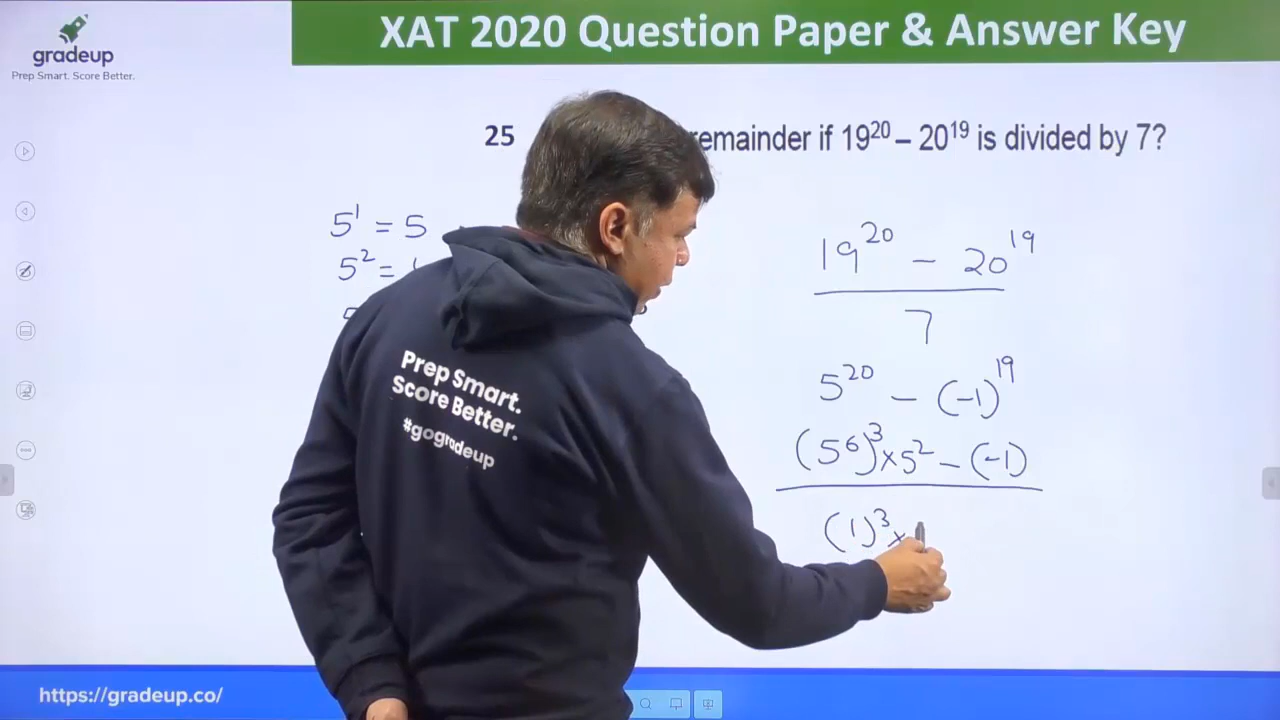 gradeup
Prep Smart. Score Better.
XAT 2020 Question Paper & Answer Key
25 remainder if 19²⁰ – 20¹⁹ is divided by 7?
5¹ = 5
5² =
19²⁰ – 20¹⁹
7
5²⁰ – (-1)¹⁹
(5⁶)³ × 5² – (-1)
(1)³ ×
Prep Smart.
Score Better.
#gogradeup
https://gradeup.co/